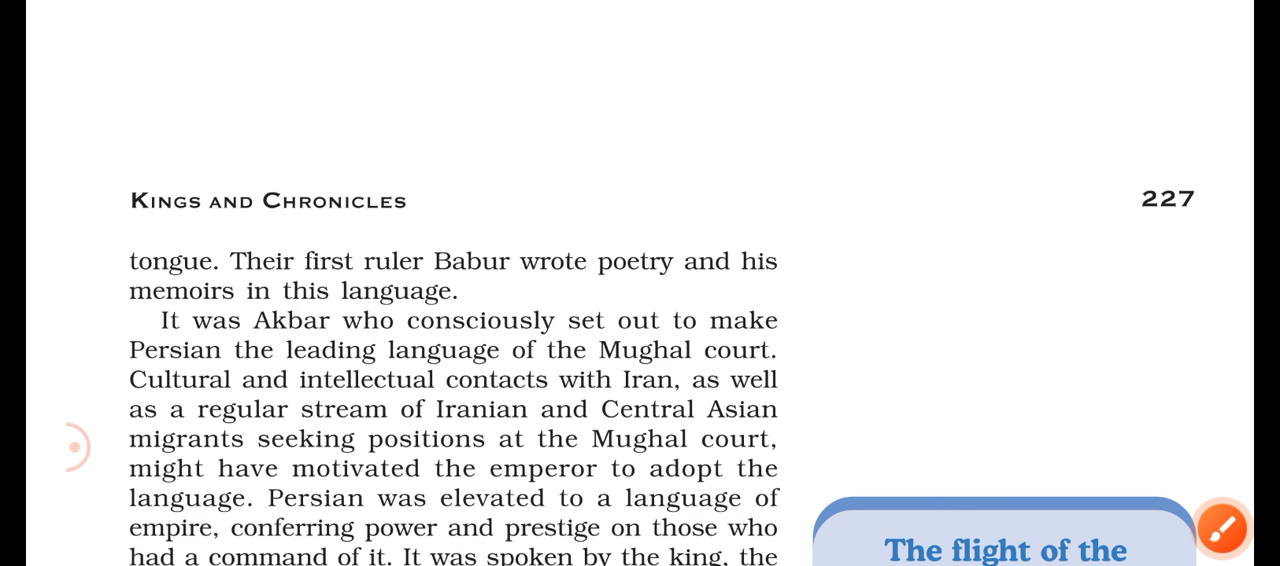 KINGS AND CHRONICLES
227
tongue. Their first ruler Babur wrote poetry and his
memoirs in this language.
It was Akbar who consciously set out to make
Persian the leading language of the Mughal court.
Cultural and intellectual contacts with Iran, as well
as a regular stream of Iranian and Central Asian
migrants seeking positions at the Mughal court,
might have motivated the emperor to adopt the
language. Persian was elevated to a language of
empire, conferring power and prestige on those who
had a command of it. It was spoken by the king, the
The flight of the